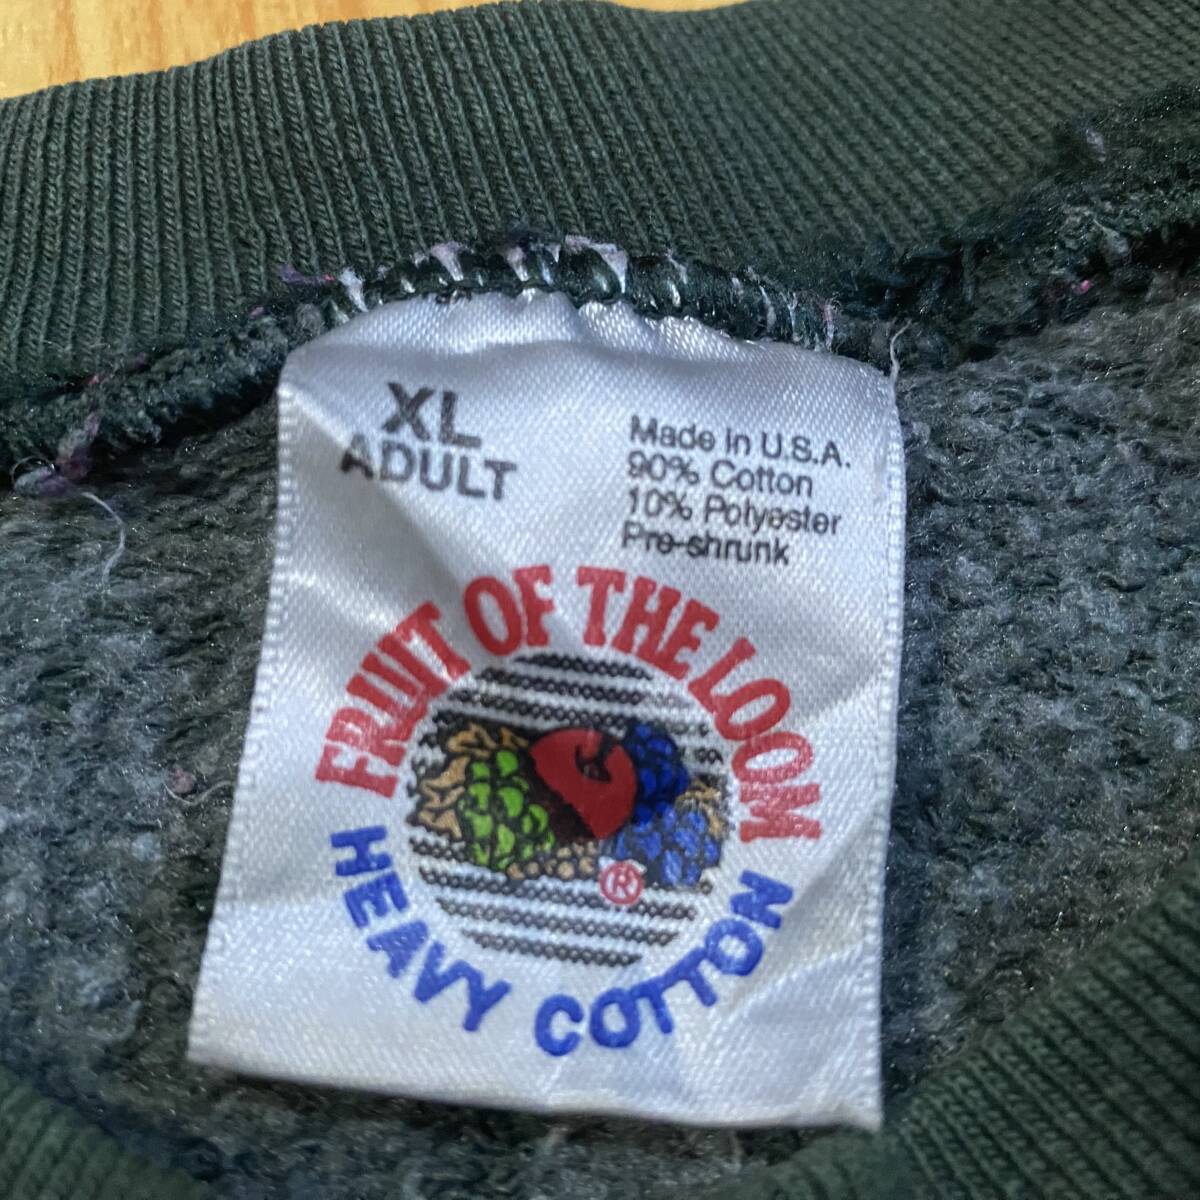 XL
ADULT
Made in U.S.A.
90% Cotton
10% Polyester
Pre-shrunk
FRUIT OF THE LOOM
®
HEAVY COTTON